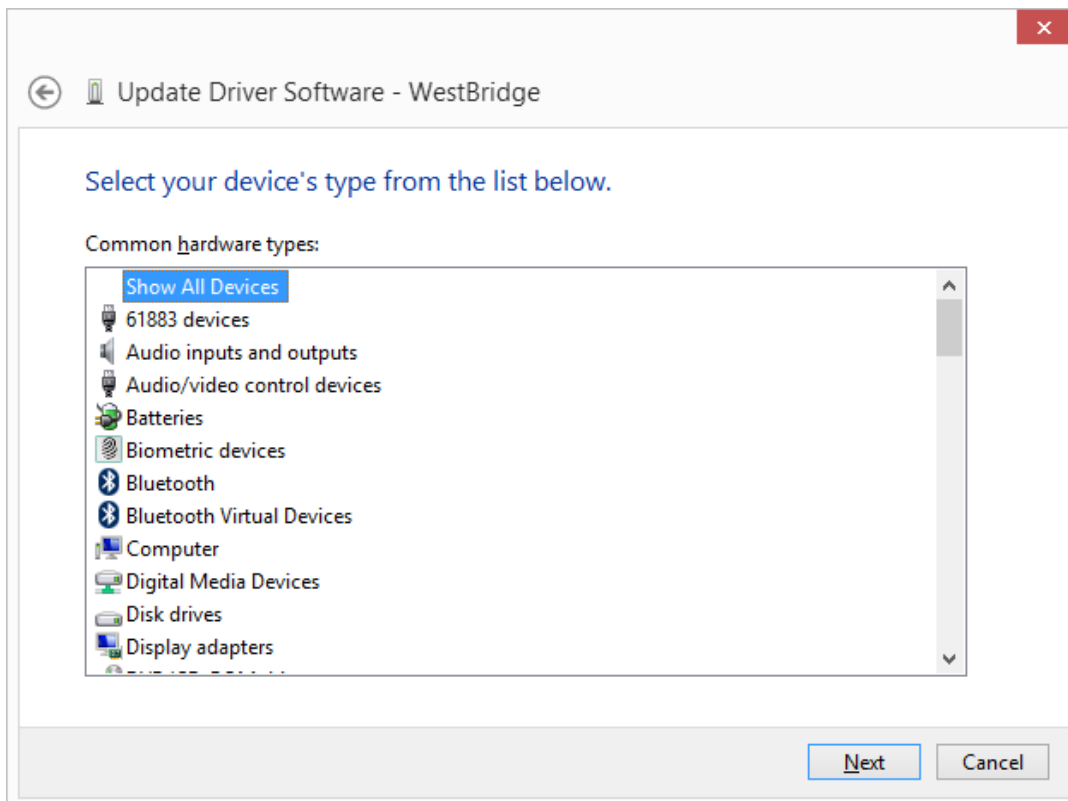 Update Driver Software - WestBridge
Select your device's type from the list below.
Common hardware types:
Show All Devices
61883 devices
Audio inputs and outputs
Audio/video control devices
Batteries
Biometric devices
Bluetooth
Bluetooth Virtual Devices
Computer
Digital Media Devices
Disk drives
Display adapters
Next
Cancel